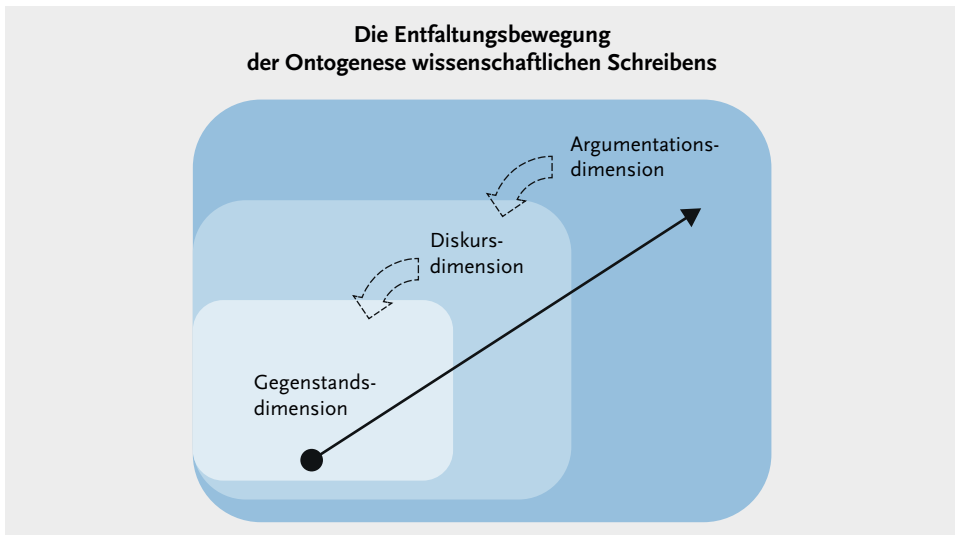 Die Entfaltungsbewegung
der Ontogenese wissenschaftlichen Schreibens
Argumentations-
dimension
Diskurs-
dimension
Gegenstands-
dimension